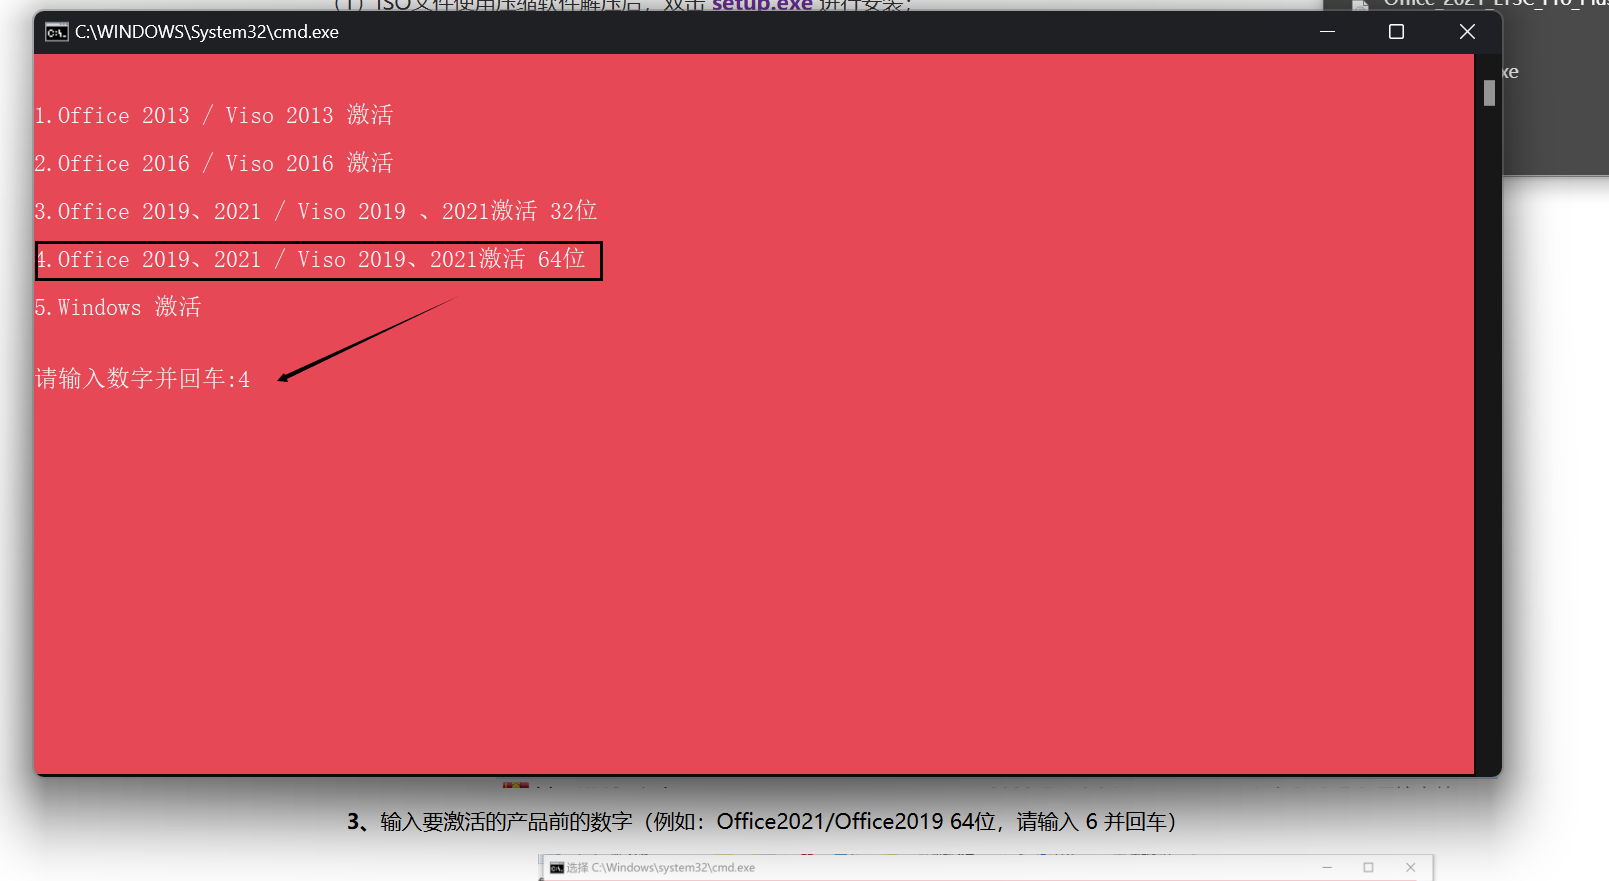 （1）ISO文件使用压缩软件解压后，双击 setup.exe 进行安装；
C:\WINDOWS\System32\cmd.exe
xe
1.Office 2013 / Viso 2013 激活
2.Office 2016 / Viso 2016 激活
3.Office 2019、2021 / Viso 2019 、2021激活 32位
4.Office 2019、2021 / Viso 2019、2021激活 64位
5.Windows 激活
请输入数字并回车:4
3、输入要激活的产品前的数字（例如：Office2021/Office2019 64位，请输入 6 并回车）
选择 C:\Windows\system32\cmd.exe